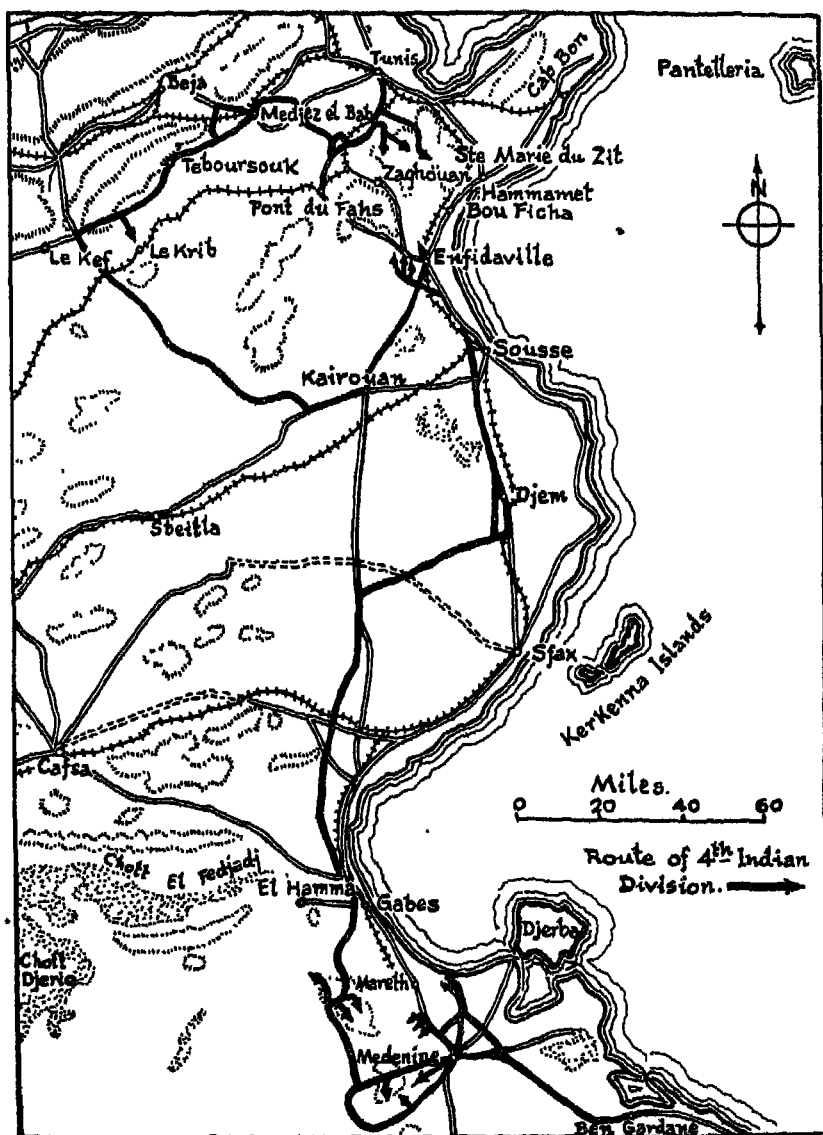 Tunis
Pantelleria
Cap Bon
Beja
Medjez el Bab
Ste Marie du Zit
Teboursouk
Zaghouan
Hammamet
Pont du Fahs
Bou Ficha
N
Le Kef
Le Krib
Enfidaville
Sousse
Kairouan
Djem
Sbeitla
Sfax
Kerkenna Islands
Gafsa
Miles.
0 20 40 60
Route of 4th Indian
Division.
Chott El Fedjadj
El Hamma
Gabes
Djerba
Chott
Djerid
Mareth
Medenine
Ben Gardane